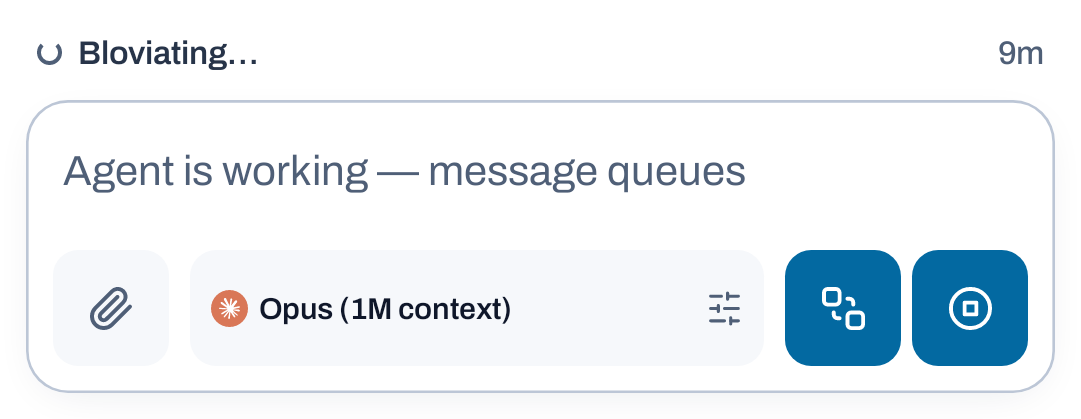 Bloviating...
9m
Agent is working — message queues
Opus (1M context)